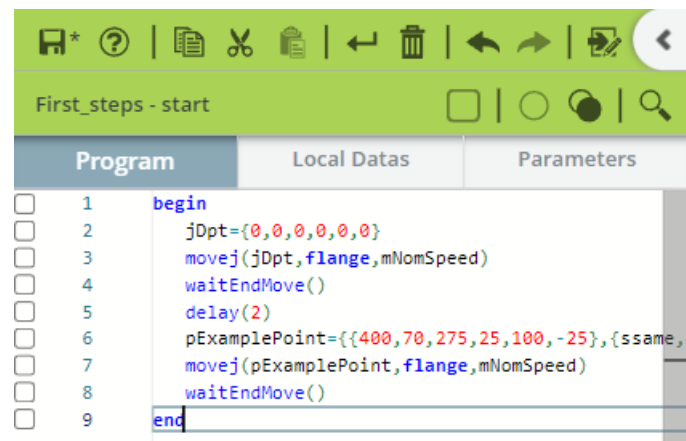 First_steps - start
Program Local Datas Parameters
1 begin
2 jDpt={0,0,0,0,0,0}
3 movej(jDpt,flange,mNomSpeed)
4 waitEndMove()
5 delay(2)
6 pExamplePoint={{400,70,275,25,100,-25},{ssame,
7 movej(pExamplePoint,flange,mNomSpeed)
8 waitEndMove()
9 end